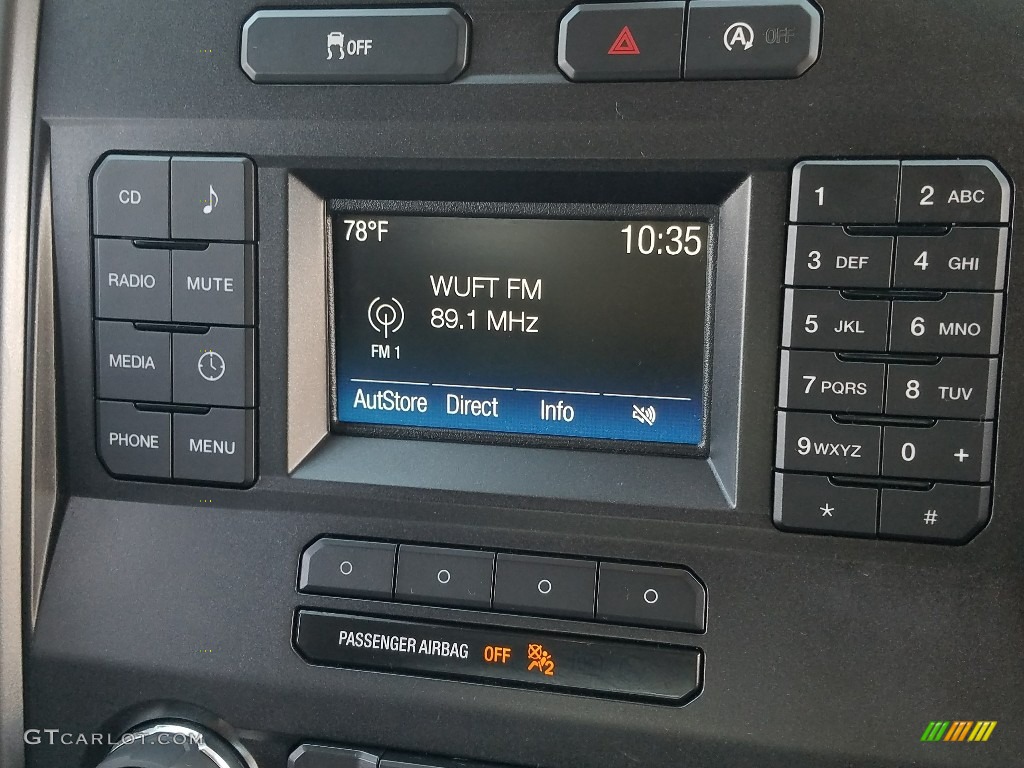 OFF
A OFF
CD
RADIO MUTE
MEDIA
PHONE MENU
78°F 10:35
WUFT FM
89.1 MHz
FM 1
AutStore Direct Info
1 2 ABC
3 DEF 4 GHI
5 JKL 6 MNO
7 PQRS 8 TUV
9 WXYZ 0 +
* #
PASSENGER AIRBAG OFF 2
GTCARLOT.COM